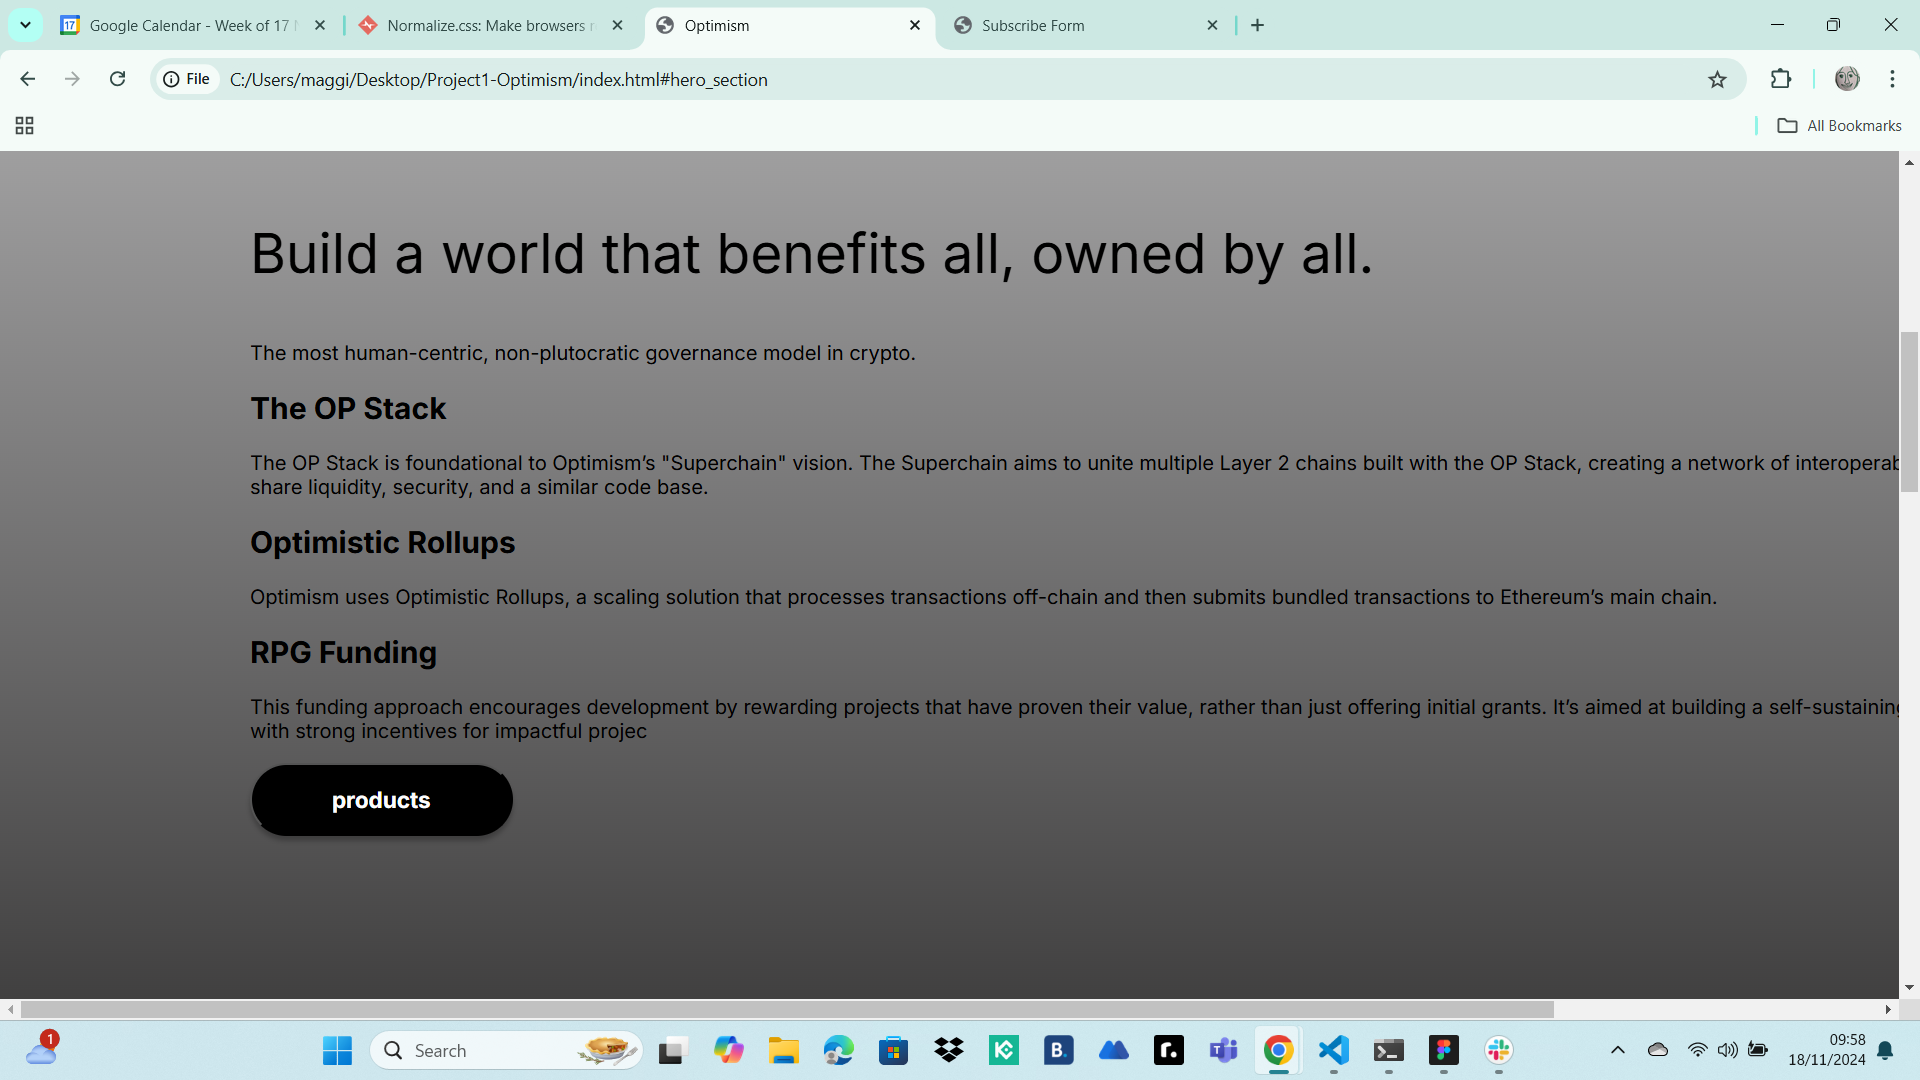 Google Calendar - Week of 17
Normalize.css: Make browsers
Optimism
Subscribe Form
File
C:/Users/maggi/Desktop/Project1-Optimism/index.html#hero_section
All Bookmarks
Build a world that benefits all, owned by all.
The most human-centric, non-plutocratic governance model in crypto.
The OP Stack
The OP Stack is foundational to Optimism’s "Superchain" vision. The Superchain aims to unite multiple Layer 2 chains built with the OP Stack, creating a network of
share liquidity, security, and a similar code base.
Optimistic Rollups
Optimism uses Optimistic Rollups, a scaling solution that processes transactions off-chain and then submits bundled transactions to Ethereum’s main chain.
RPG Funding
This funding approach encourages development by rewarding projects that have proven their value, rather than just offering initial grants. It’s aimed at building a self-sustaining
with strong incentives for impactful projec
products
1
Search
09:58
18/11/2024